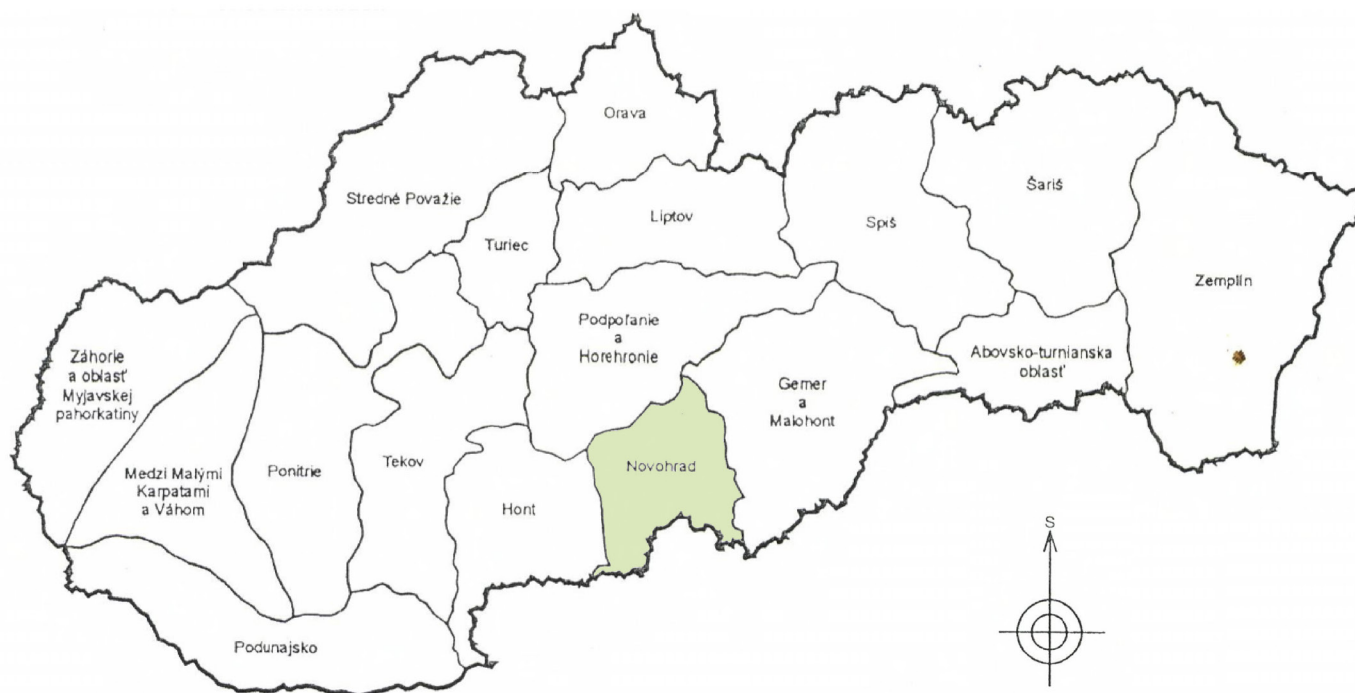 Orava
Stredné Považie
Šariš
Liptov
Spiš
Turiec
Zemplín
Podpoľanie
a
Horehronie
Záhorie
a oblasť
Myjavskej
pahorkatiny
Abovsko-turnianska
oblasť
Gemer
a
Malohont
Medzi Malými
Karpatami
a Váhom
Ponitrie
Tekov
Novohrad
Hont
S
Podunajsko